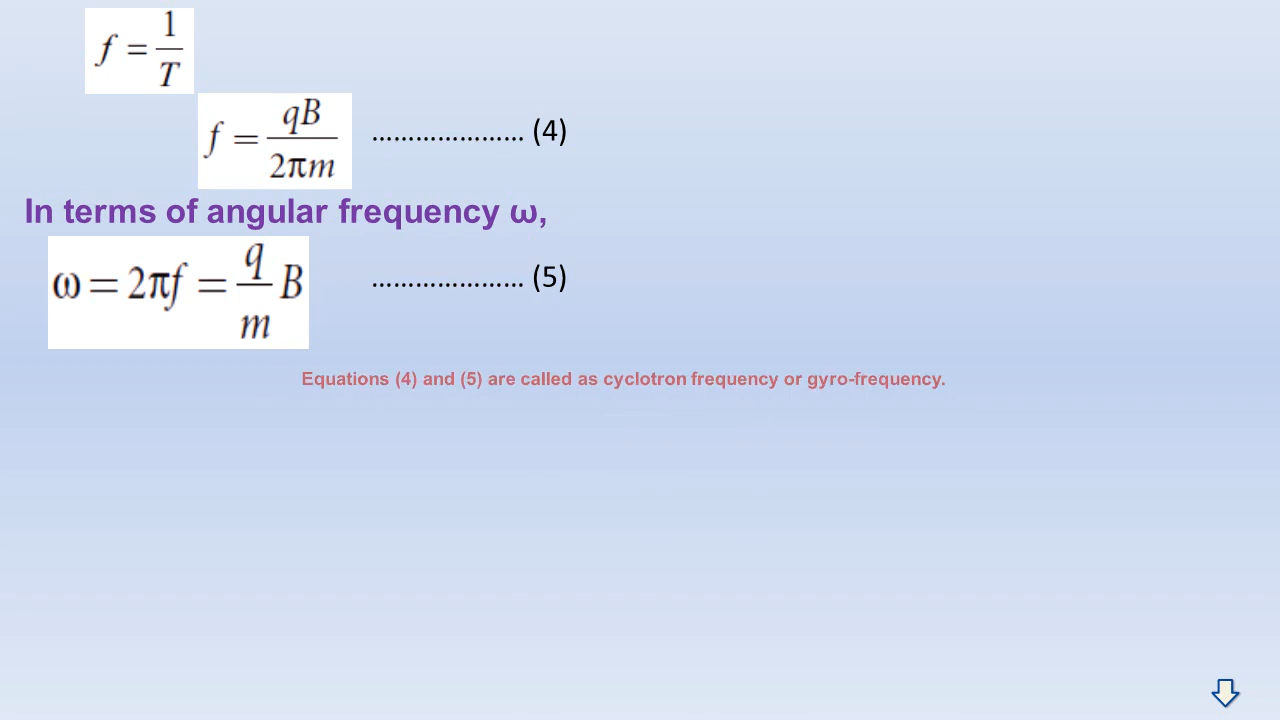 f = 1/T
f = qB/2πm ..................... (4)
In terms of angular frequency ω,
ω = 2πf = q/m B ..................... (5)
Equations (4) and (5) are called as cyclotron frequency or gyro-frequency.